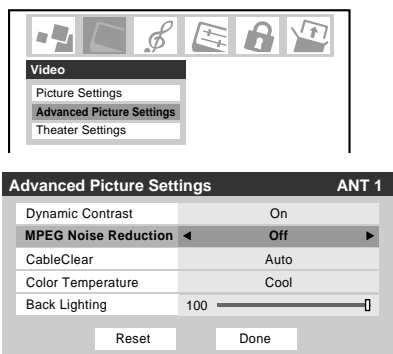 Video
Picture Settings
Advanced Picture Settings
Theater Settings
Advanced Picture Settings ANT 1
Dynamic Contrast On
MPEG Noise Reduction Off
CableClear Auto
Color Temperature Cool
Back Lighting 100
Reset Done